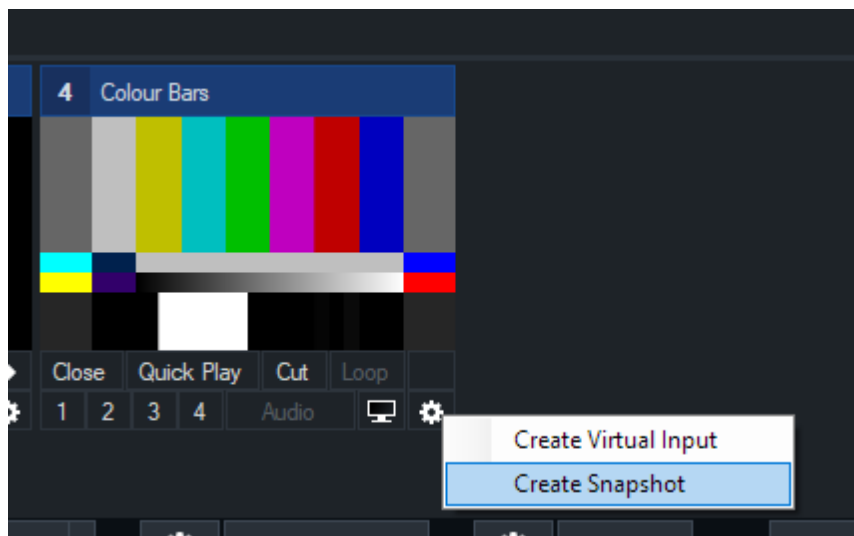 4 Colour Bars
Close Quick Play Cut Loop
1 2 3 4 Audio
Create Virtual Input
Create Snapshot